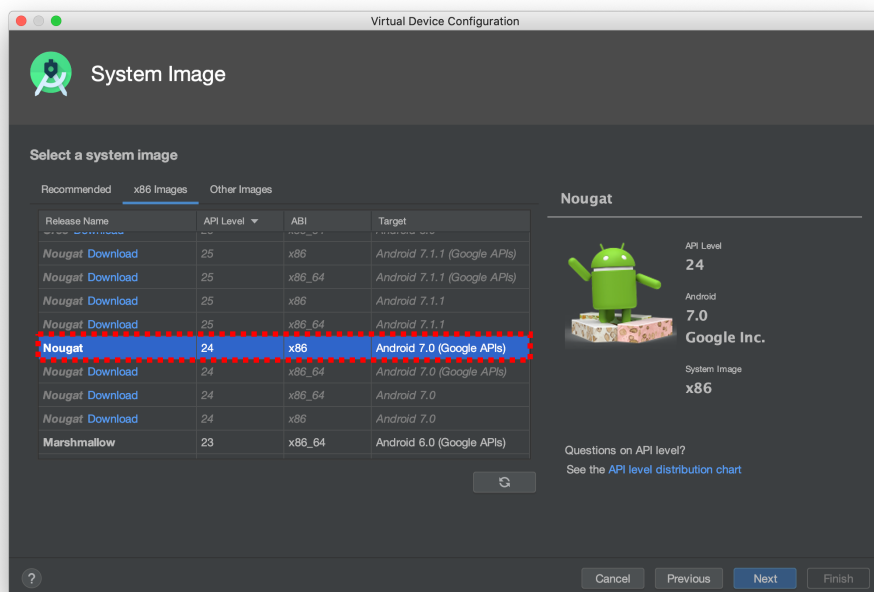 Virtual Device Configuration
System Image
Select a system image
Recommended x86 Images Other Images
Release Name API Level ABI Target
Nougat Download 25 x86 Android 7.1.1 (Google APIs)
Nougat Download 25 x86_64 Android 7.1.1 (Google APIs)
Nougat Download 25 x86 Android 7.1.1
Nougat Download 25 x86_64 Android 7.1.1
Nougat 24 x86 Android 7.0 (Google APIs)
Nougat Download 24 x86_64 Android 7.0 (Google APIs)
Nougat Download 24 x86_64 Android 7.0
Nougat Download 24 x86 Android 7.0
Marshmallow 23 x86_64 Android 6.0 (Google APIs)
Nougat
API Level
24
Android
7.0
Google Inc.
System Image
x86
Questions on API level?
See the API level distribution chart
?
Cancel Previous Next Finish